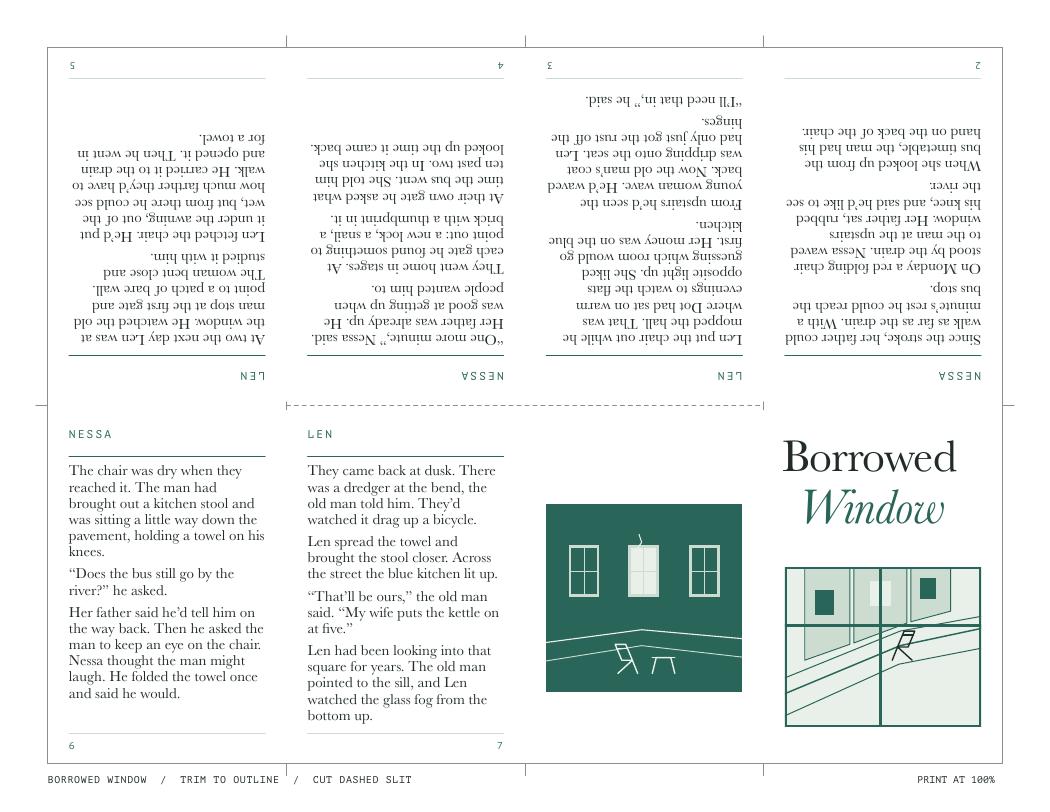 Borrowed
Window
NESSA
Since the stroke, her father could
walk as far as the drain. With a
minute’s rest he could reach the
bus stop.
On Monday a red folding chair
stood by the drain. Nessa waved
to the man at the upstairs
window. Her father sat, rubbed
his knee, and said he’d like to see
the river.
When she looked up from the
bus timetable, the man had his
hand on the back of the chair.
2
LEN
Len put the chair out while he
mopped the hall. That was
where Dot had sat on warm
evenings to watch the flats
opposite light up. She liked
guessing which room would go
first. Her money was on the blue
kitchen.
From upstairs he’d seen the
young woman wave. He’d waved
back. Now the old man’s coat
was dripping onto the seat. Len
had only just got the rust off the
hinges.
“I’ll need that in,” he said.
3
NESSA
“One more minute,” Nessa said.
Her father was already up. He
was good at getting up when
people wanted him to.
They went home in stages. At
each gate he found something to
point out: a new lock, a snail, a
brick with a thumbprint in it.
At their own gate he asked what
time the bus went. She told him
ten past two. In the kitchen she
looked up the time it came back.
4
LEN
At two the next day Len was at
the window. He watched the old
man stop at the first gate and
point to a patch of bare wall.
The woman bent close and
studied it with him.
Len fetched the chair. He’d put
it under the awning, out of the
wet, but from there he could see
how much farther they’d have to
walk. He carried it to the drain
and opened it. Then he went in
for a towel.
5
NESSA
The chair was dry when they
reached it. The man had
brought out a kitchen stool and
was sitting a little way down the
pavement, holding a towel on his
knees.
“Does the bus still go by the
river?” he asked.
Her father said he’d tell him on
the way back. Then he asked the
man to keep an eye on the chair.
Nessa thought the man might
laugh. He folded the towel once
and said he would.
6
LEN
They came back at dusk. There
was a dredger at the bend, the
old man told him. They’d
watched it drag up a bicycle.
Len spread the towel and
brought the stool closer. Across
the street the blue kitchen lit up.
“That’ll be ours,” the old man
said. “My wife puts the kettle on
at five.”
Len had been looking into that
square for years. The old man
pointed to the sill, and Len
watched the glass fog from the
bottom up.
7
BORROWED WINDOW / TRIM TO OUTLINE / CUT DASHED SLIT
PRINT AT 100%